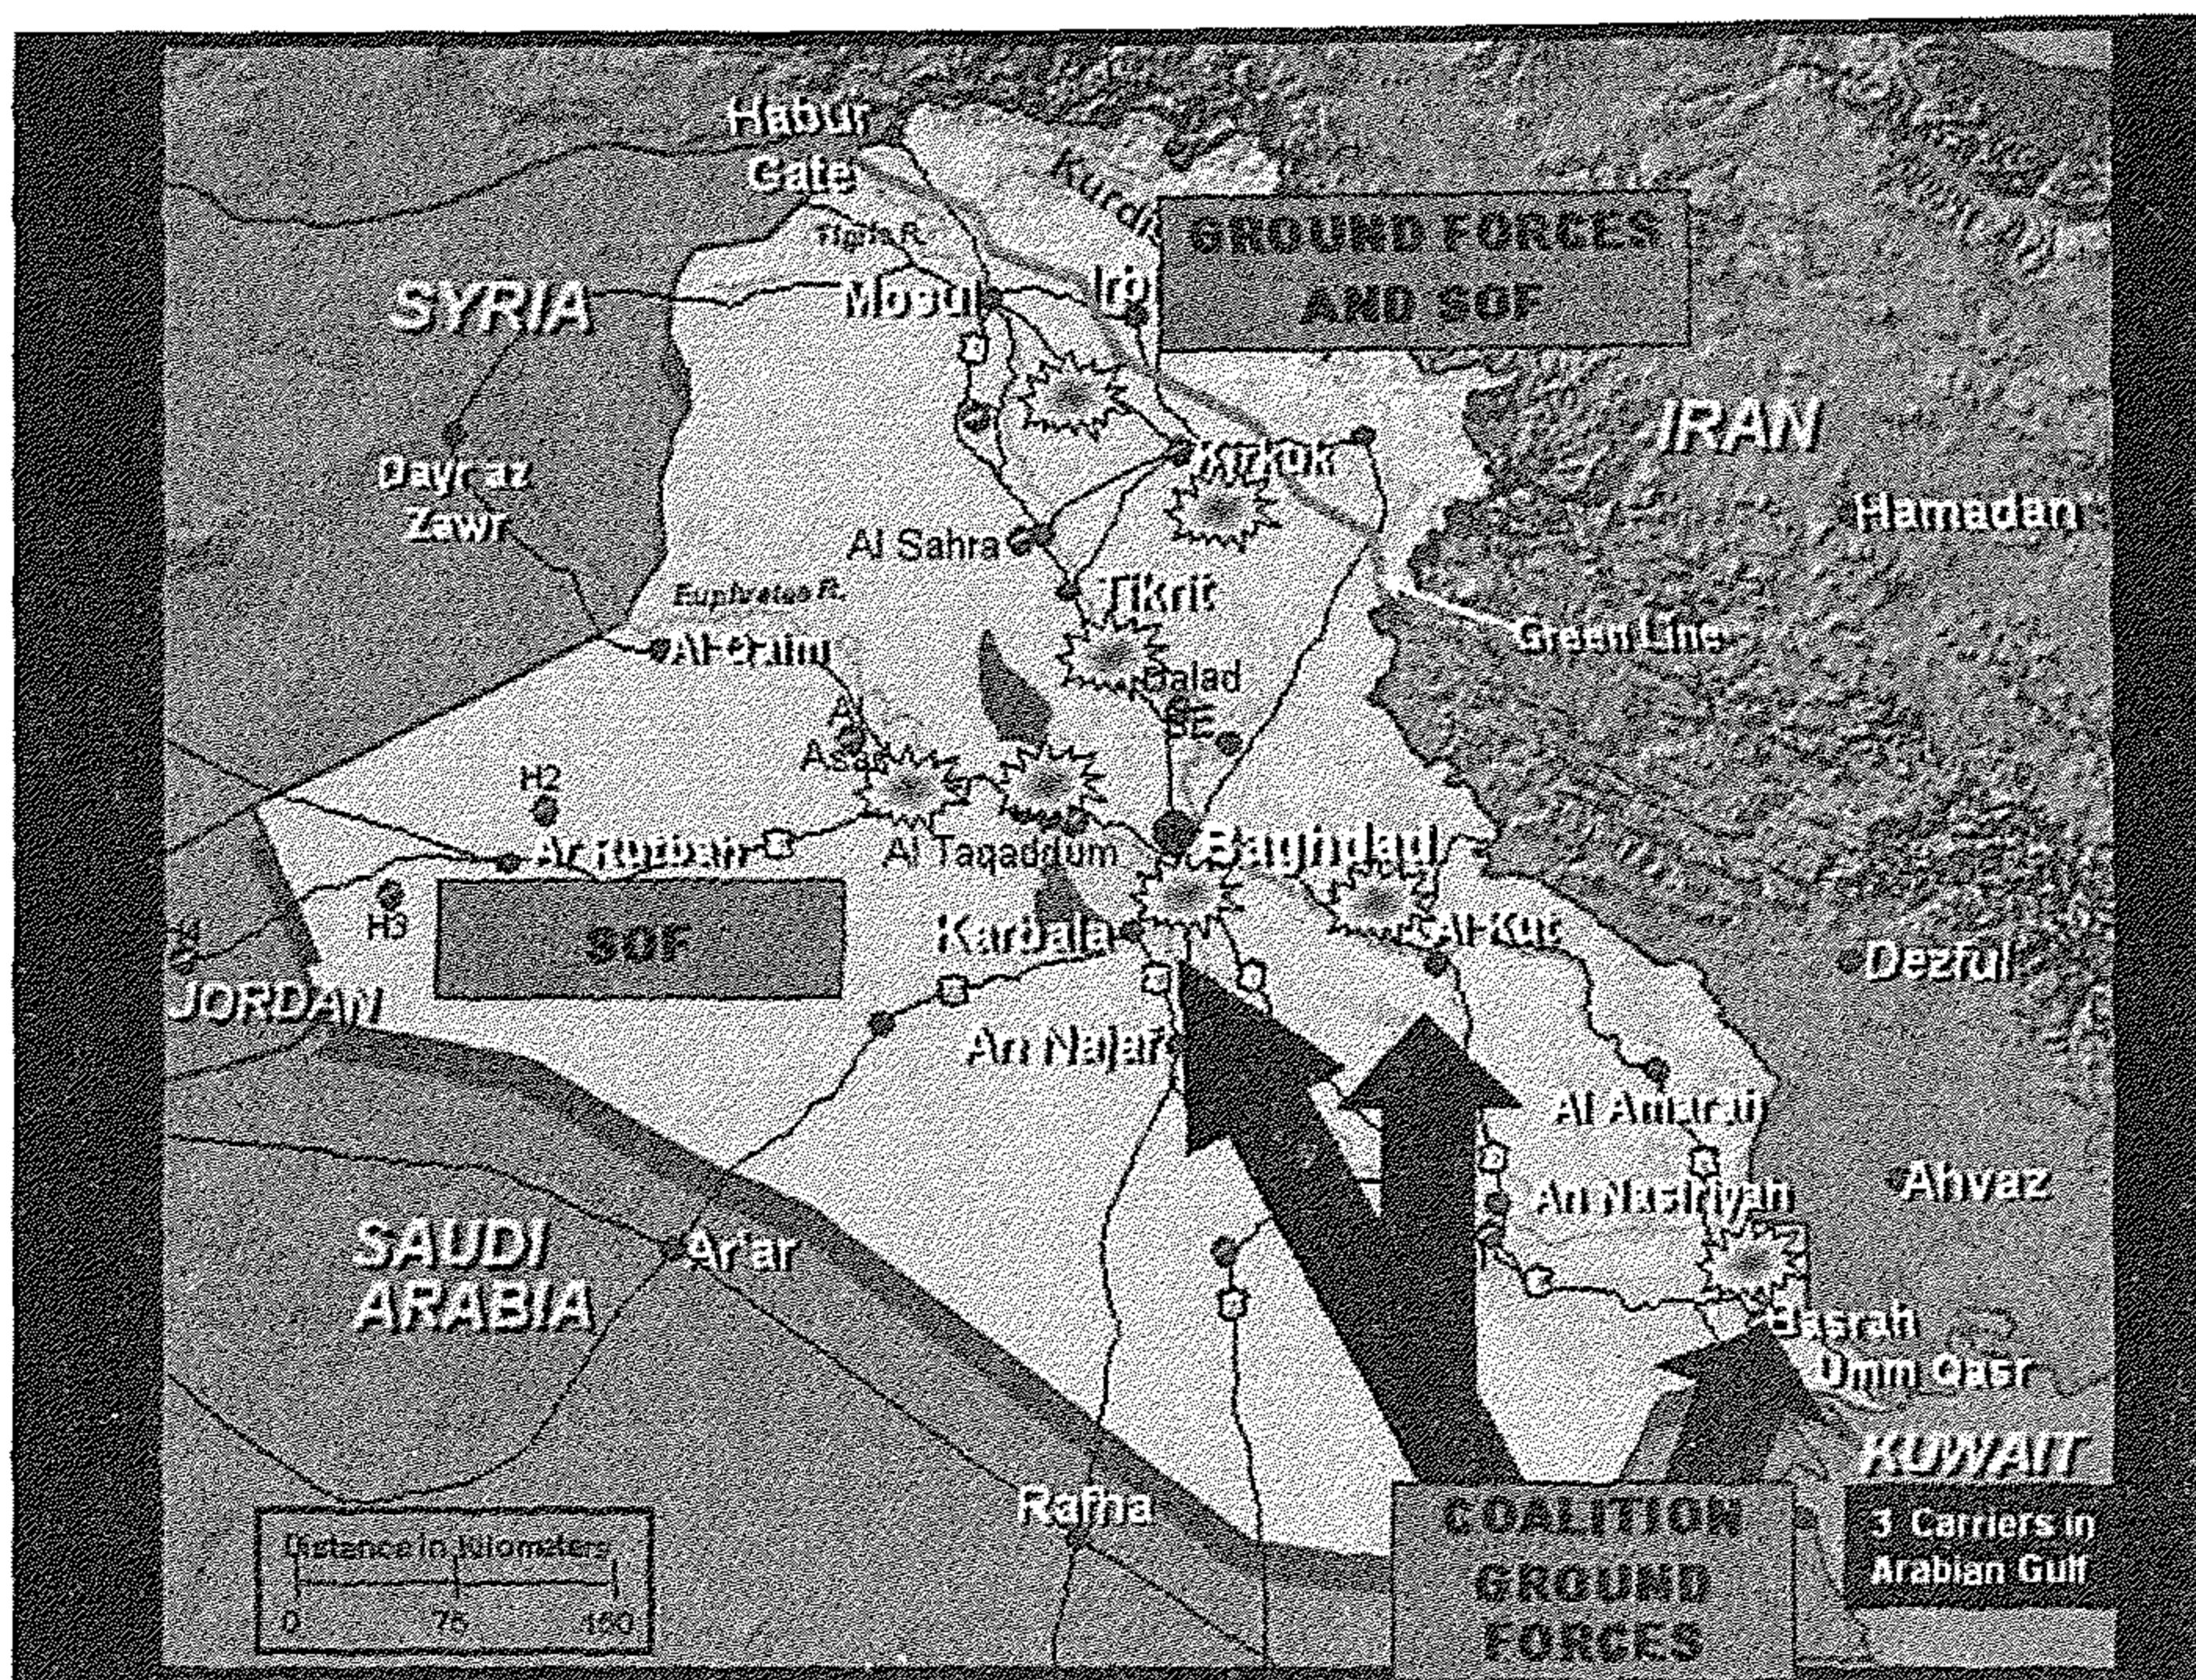 Habur
Gate
GROUND FORCES
AND SOF
Tigris R.
SYRIA
Mosul
IRAN
Kirkuk
Dayr az
Zawr
Hamadan
Al Sahra
Euphrates R.
Tikrit
Green Line
Al-Qaim
Balad
SE
Al
Asad
H2
Ar Rutbah
Al Taqaddum
Baghdad
H3
SOF
Karbala
Al-Kut
Dezful
JORDAN
An Najaf
Al Amarah
An Nasiriyah
Ahvaz
SAUDI
ARABIA
Ar'ar
Basrah
Umm Qasr
KUWAIT
Rafha
COALITION
GROUND
FORCES
3 Carriers in
Arabian Gulf
Distance in Kilometers
0 75 150